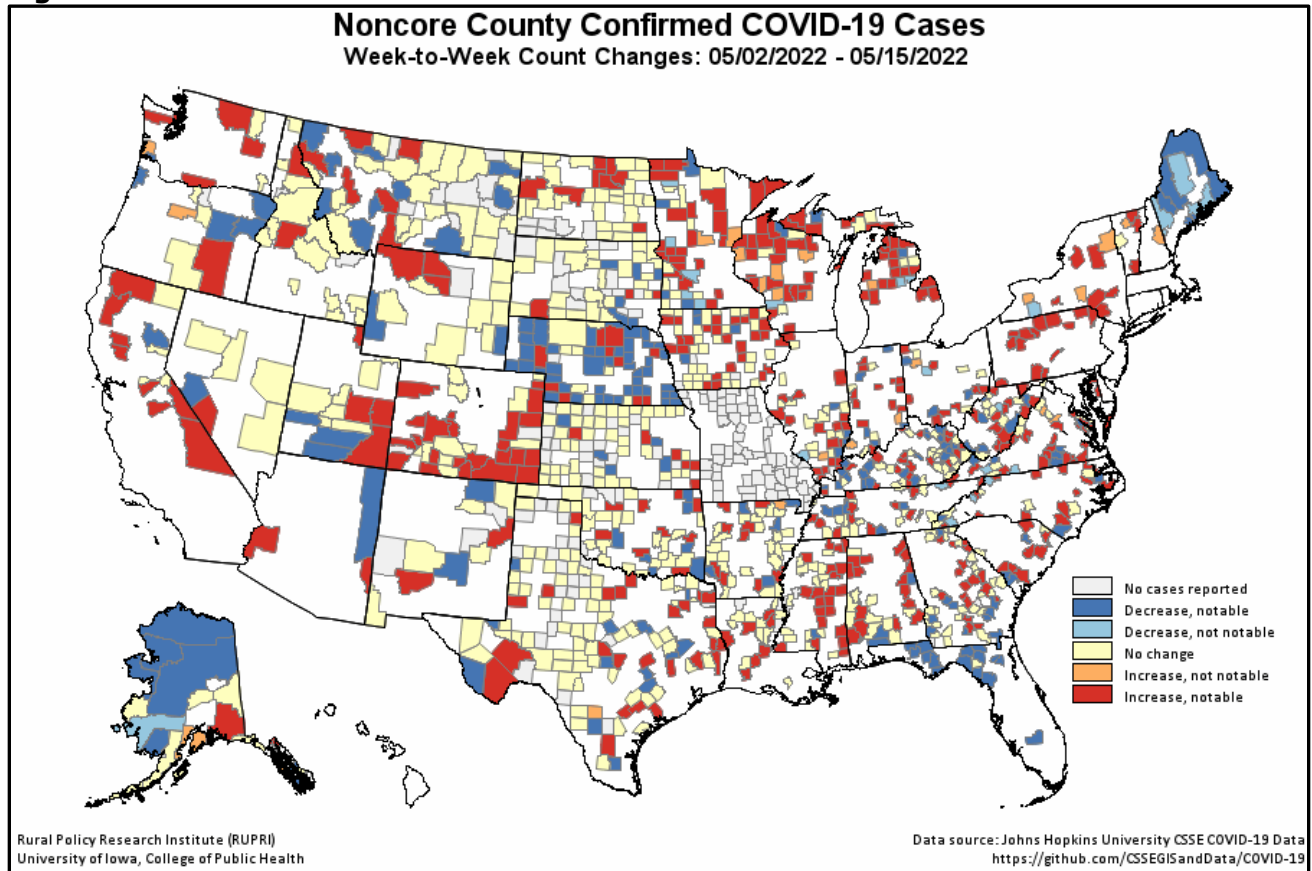 Noncore County Confirmed COVID-19 Cases
Week-to-Week Count Changes: 05/02/2022 - 05/15/2022
No cases reported
Decrease, notable
Decrease, not notable
No change
Increase, not notable
Increase, notable
Rural Policy Research Institute (RUPRI)
University of Iowa, College of Public Health
Data source: Johns Hopkins University CSSE COVID-19 Data
https://github.com/CSSEGISandData/COVID-19